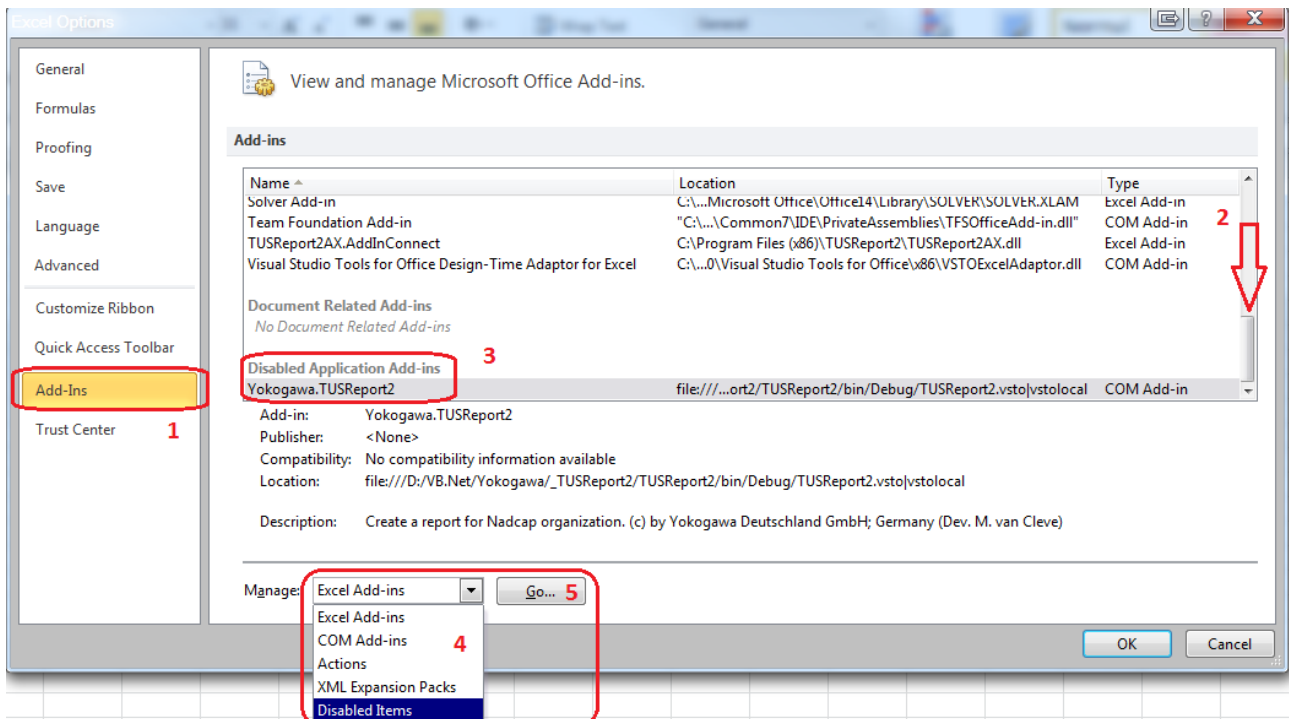 Excel Options
General
Formulas
Proofing
Save
Language
Advanced
Customize Ribbon
Quick Access Toolbar
Add-Ins
Trust Center
1
View and manage Microsoft Office Add-ins.
Add-ins
Name Location Type
Solver Add-in C:\...Microsoft Office\Office14\Library\SOLVER\SOLVER.XLAM Excel Add-in
Team Foundation Add-in "C:\...\Common7\IDE\PrivateAssemblies\TFSOfficeAdd-in.dll" COM Add-in
2
TUSReport2AX.AddInConnect C:\Program Files (x86)\TUSReport2\TUSReport2AX.dll Excel Add-in
Visual Studio Tools for Office Design-Time Adaptor for Excel C:\...0\Visual Studio Tools for Office\x86\VSTOExcelAdaptor.dll COM Add-in
Document Related Add-ins
No Document Related Add-ins
3
Disabled Application Add-ins
Yokogawa.TUSReport2 file:///...ort2/TUSReport2/bin/Debug/TUSReport2.vsto|vstolocal COM Add-in
Add-in: Yokogawa.TUSReport2
Publisher: <None>
Compatibility: No compatibility information available
Location: file:///D:/VB.Net/Yokogawa/_TUSReport2/TUSReport2/bin/Debug/TUSReport2.vsto|vstolocal
Description: Create a report for Nadcap organization. (c) by Yokogawa Deutschland GmbH; Germany (Dev. M. van Cleve)
Manage: Excel Add-ins Go... 5
Excel Add-ins
COM Add-ins 4
Actions
XML Expansion Packs
Disabled Items
OK Cancel